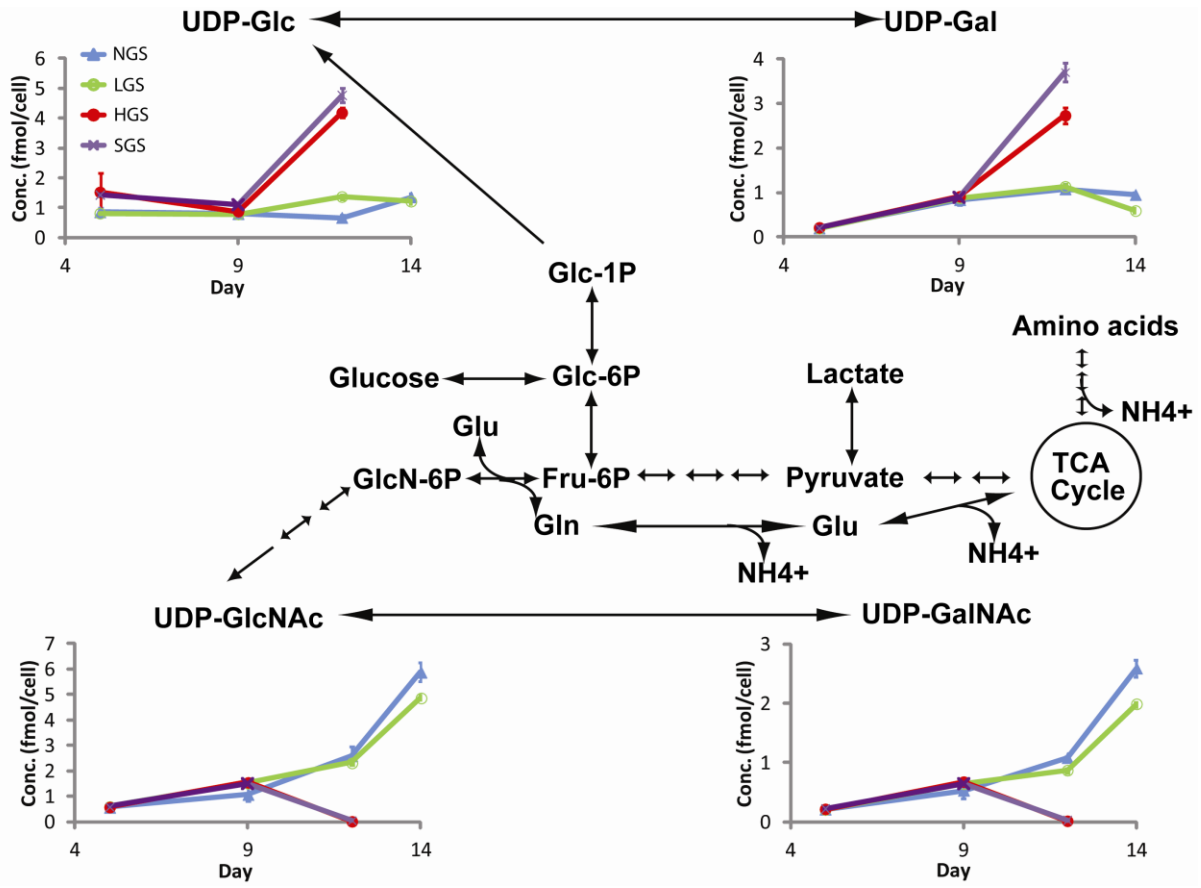 UDP-Glc
UDP-Gal
Conc. (fmol/cell)
6
5
4
3
2
1
0
NGS
LGS
HGS
SGS
4
9
14
Day
Conc. (fmol/cell)
4
3
2
1
0
4
9
14
Day
Glc-1P
Amino acids
Glucose
Glc-6P
Lactate
NH4+
Glu
GlcN-6P
Fru-6P
Pyruvate
TCA
Cycle
Gln
Glu
NH4+
NH4+
UDP-GlcNAc
UDP-GalNAc
Conc. (fmol/cell)
7
6
5
4
3
2
1
0
4
9
14
Day
Conc. (fmol/cell)
3
2
1
0
4
9
14
Day